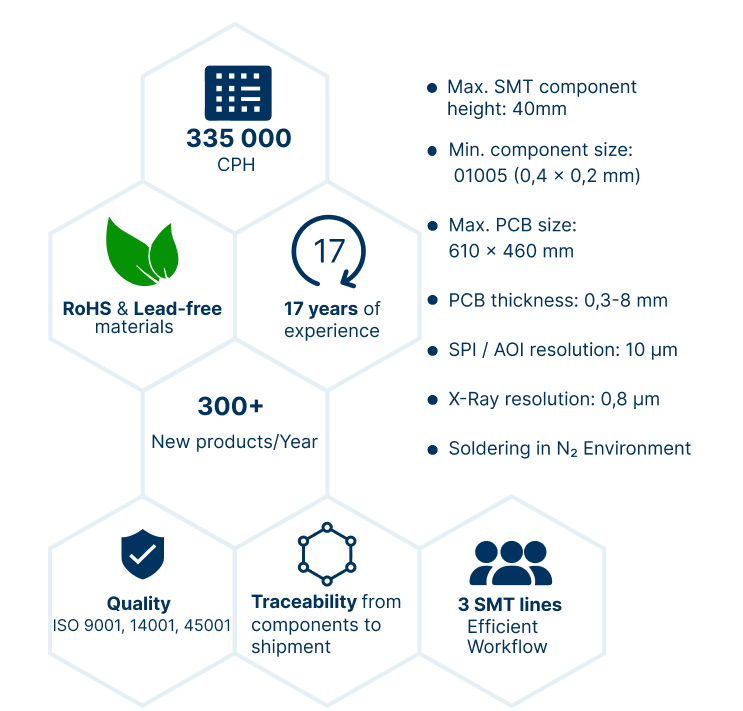 335 000
CPH
RoHS & Lead-free
materials
17
17 years of
experience
300+
New products/Year
Quality
ISO 9001, 14001, 45001
Traceability from
components to
shipment
3 SMT lines
Efficient
Workflow
Max. SMT component
height: 40mm
Min. component size:
01005 (0,4 × 0,2 mm)
Max. PCB size:
610 × 460 mm
PCB thickness: 0,3-8 mm
SPI / AOI resolution: 10 µm
X-Ray resolution: 0,8 µm
Soldering in N₂ Environment